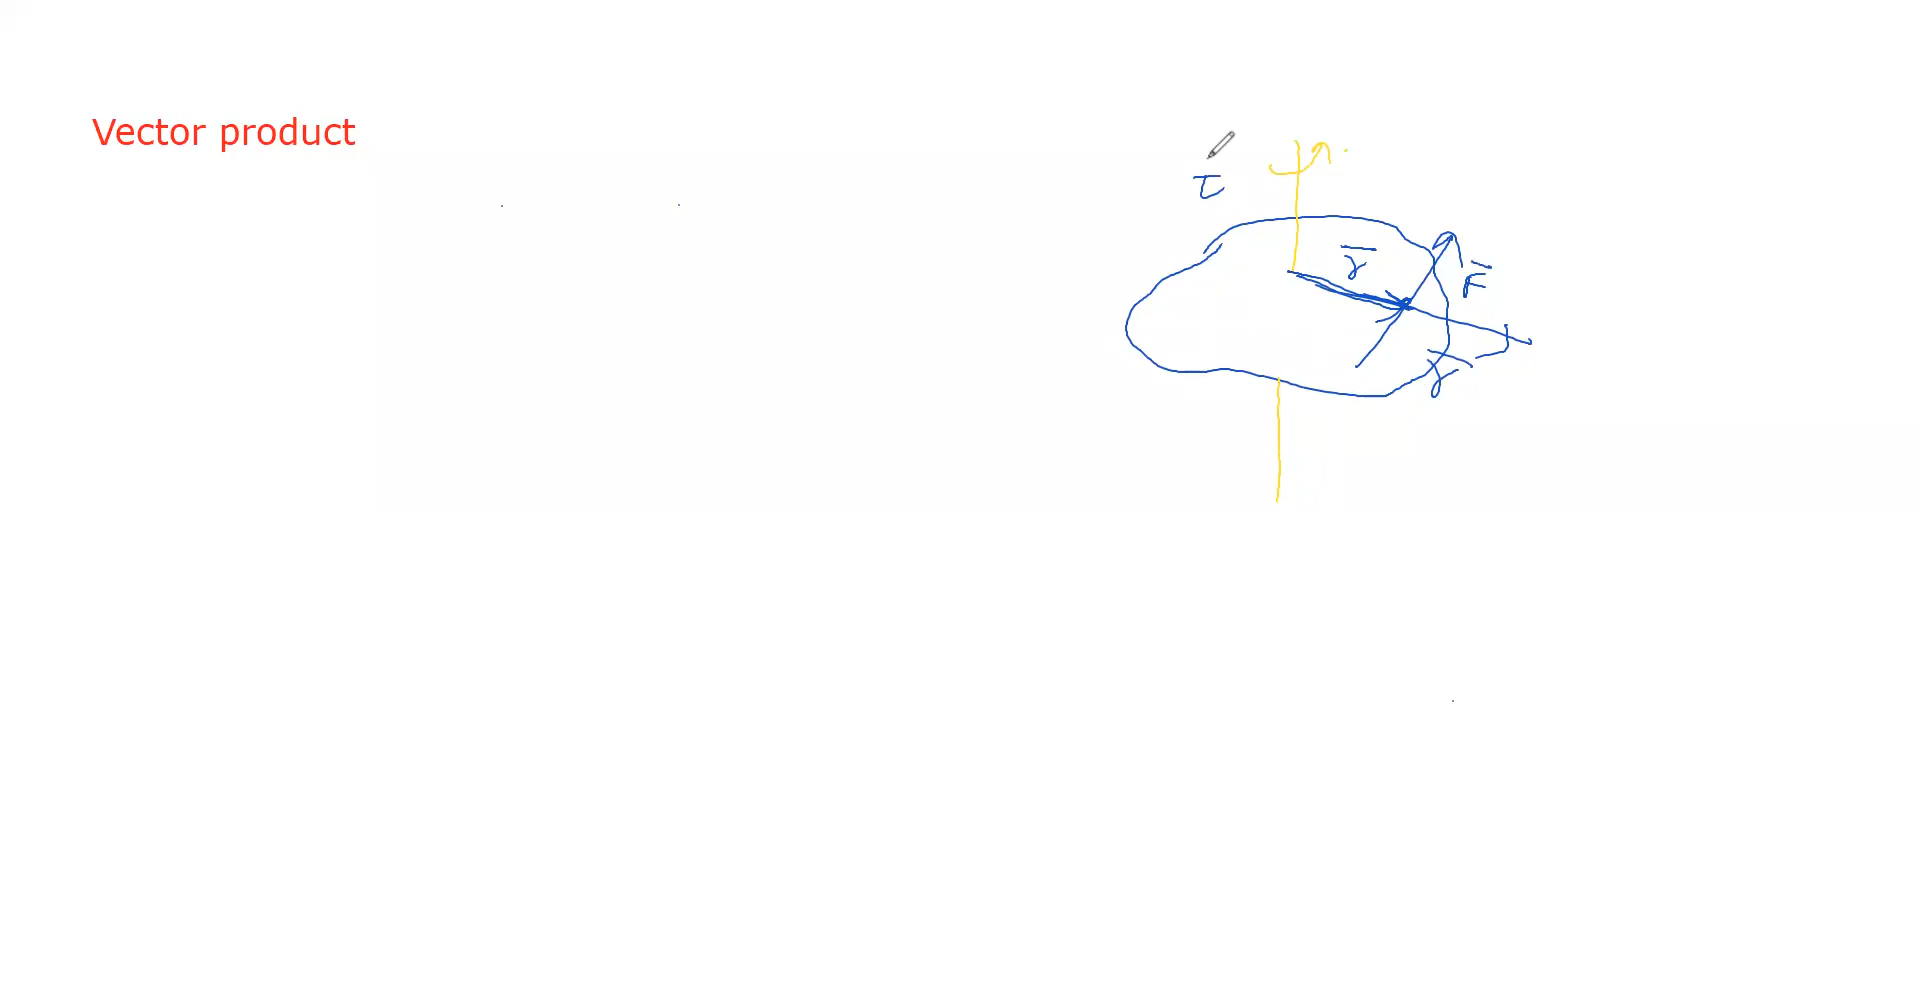 Vector product
τ
r̅
F̅
r̅